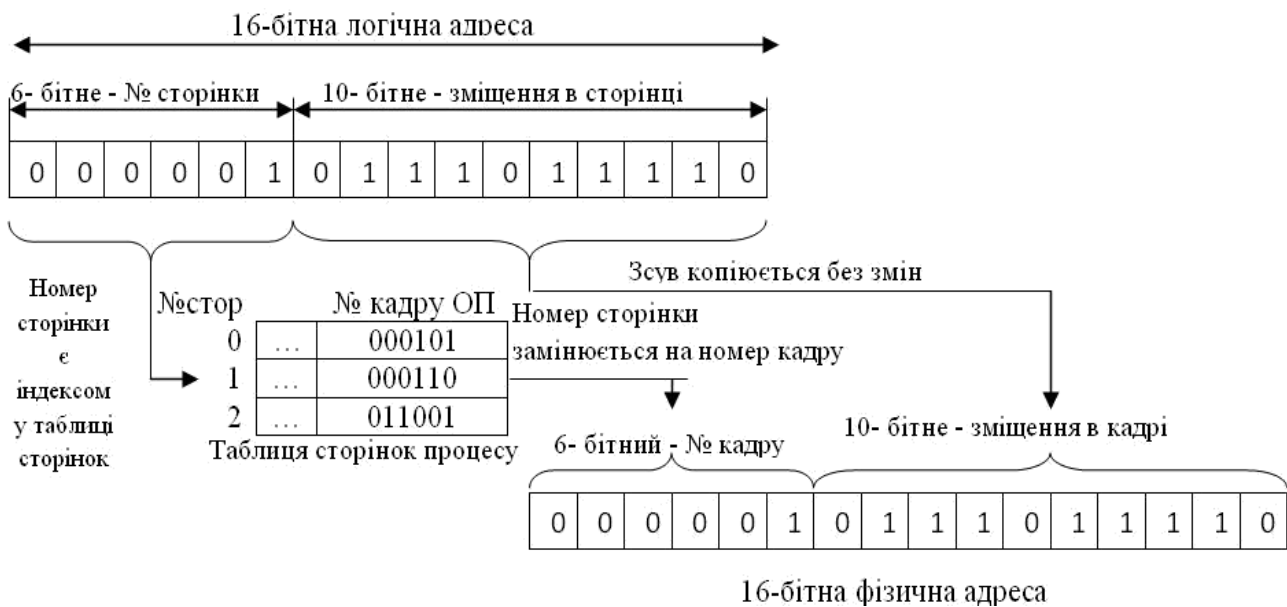 16-бітна логічна адреса
6- бітне - № сторінки
10- бітне - зміщення в сторінці
0 0 0 0 0 1 0 1 1 1 0 1 1 1 1 0
Номер
сторінки
є
індексом
у таблиці
сторінок
№стор
№ кадру ОП
0 ... 000101
1 ... 000110
2 ... 011001
Таблиця сторінок процесу
Зсув копіюється без змін
Номер сторінки
замінюється на номер кадру
6- бітний - № кадру
10- бітне - зміщення в кадрі
0 0 0 0 0 1 0 1 1 1 0 1 1 1 1 0
16-бітна фізична адреса